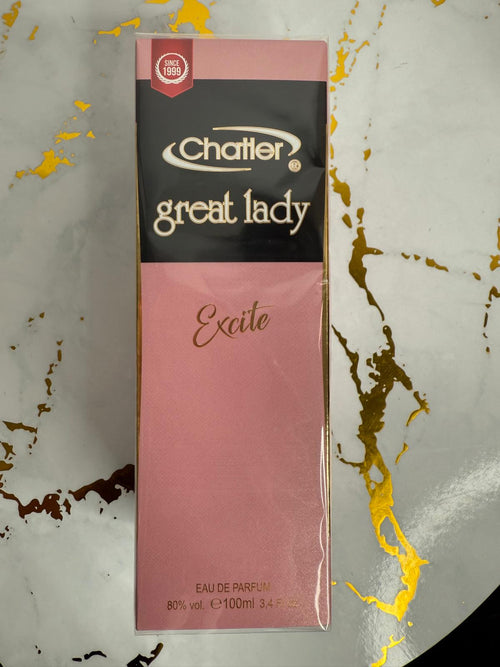 SINCE
1999
Chatler
great lady
Excite
EAU DE PARFUM
80% vol. ℮100ml 3,4 Fl.oz